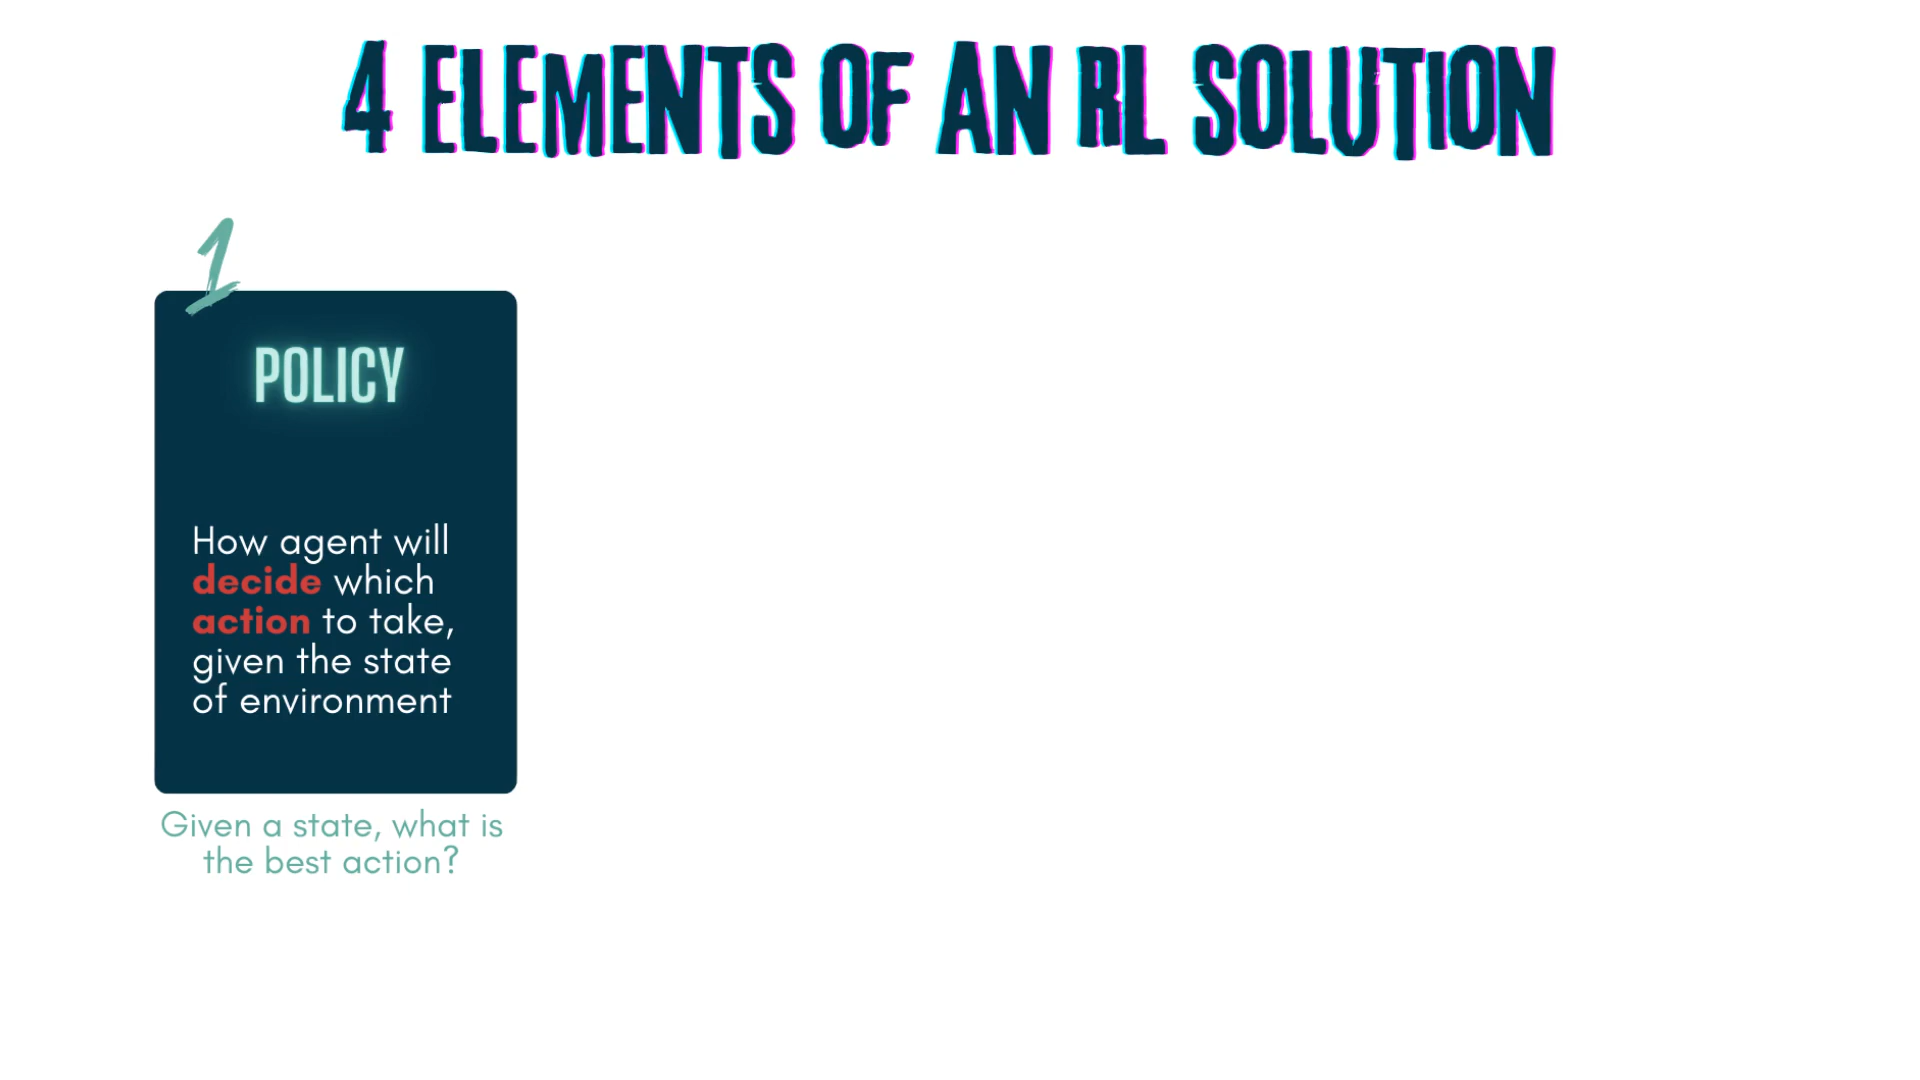 4 ELEMENTS OF AN RL SOLUTION
1
POLICY
How agent will
decide which
action to take,
given the state
of environment
Given a state, what is
the best action?